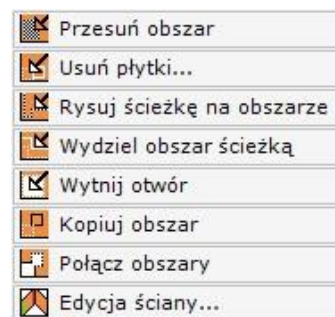 Przesuń obszar
Usuń płytki...
Rysuj ścieżkę na obszarze
Wydziel obszar ścieżką
Wytnij otwór
Kopiuj obszar
Połącz obszary
Edycja ściany...